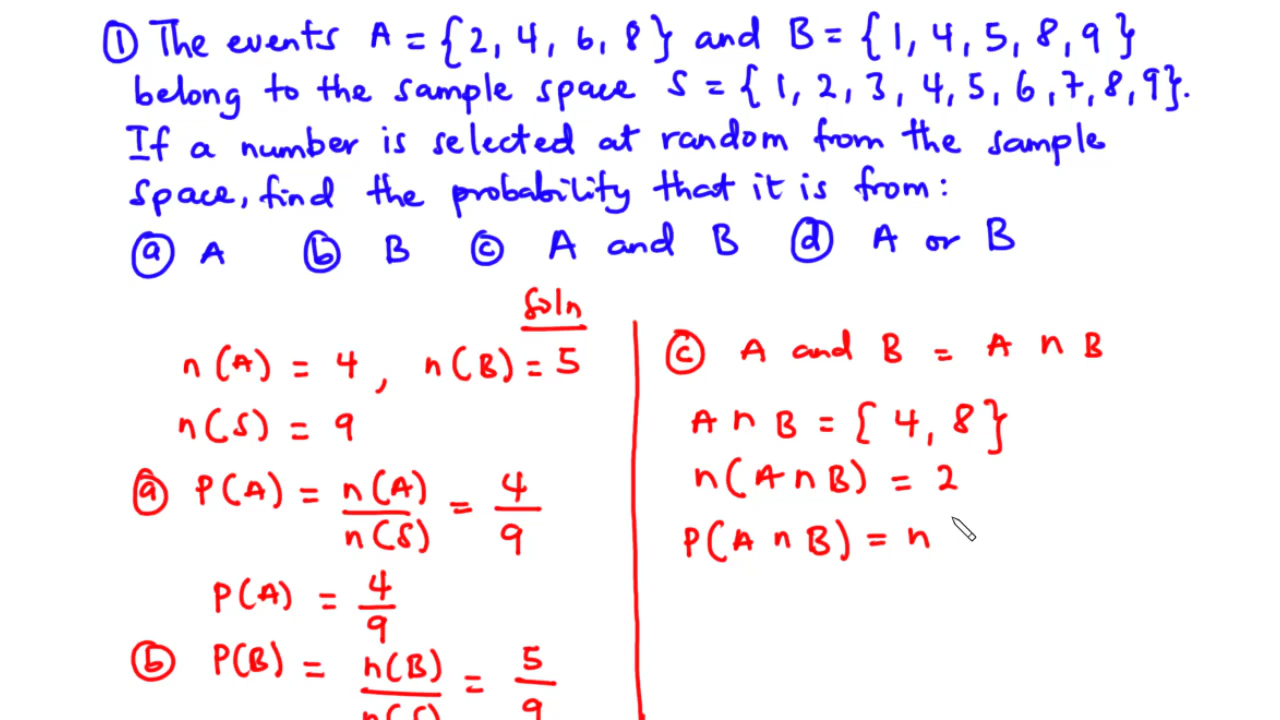 ① The events A = {2, 4, 6, 8} and B = {1, 4, 5, 8, 9}
belong to the sample space S = {1, 2, 3, 4, 5, 6, 7, 8, 9}.
If a number is selected at random from the sample
space, find the probability that it is from:
ⓐ A ⓑ B ⓒ A and B ⓓ A or B
Soln
n(A) = 4, n(B) = 5
n(S) = 9
ⓐ P(A) = n(A)/n(S) = 4/9
P(A) = 4/9
ⓑ P(B) = n(B)/n(S) = 5/9
ⓒ A and B = A ∩ B
A ∩ B = {4, 8}
n(A ∩ B) = 2
P(A ∩ B) = n